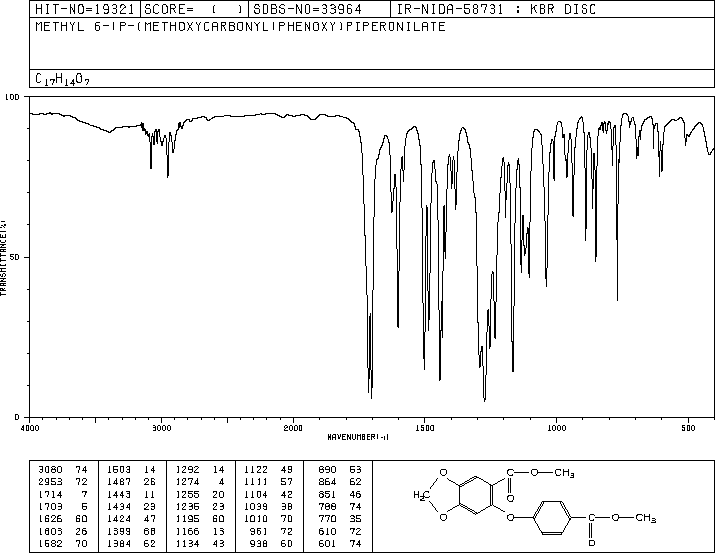 HIT-NO=19321 SCORE= ( ) SDBS-NO=33964 IR-NIDA-58731 : KBR DISC
METHYL 6-(P-(METHOXYCARBONYL)PHENOXY)PIPERONILATE
C17H14O7
100
50
0
TRANSMITTANCE(%)
4000 3000 2000 1500 1000 500
WAVENUMBER(-1)
3080 74 1503 14 1292 14 1122 49 890 53
2953 72 1487 26 1274 4 1111 57 864 62
1714 7 1443 11 1255 20 1104 42 851 46
1703 5 1434 23 1236 23 1039 38 788 74
1626 60 1424 47 1195 60 1010 70 770 35
1603 26 1399 68 1166 13 961 72 610 72
1582 70 1384 62 1134 43 938 60 601 74
O C O CH3
H2C O
O O C O CH3
O